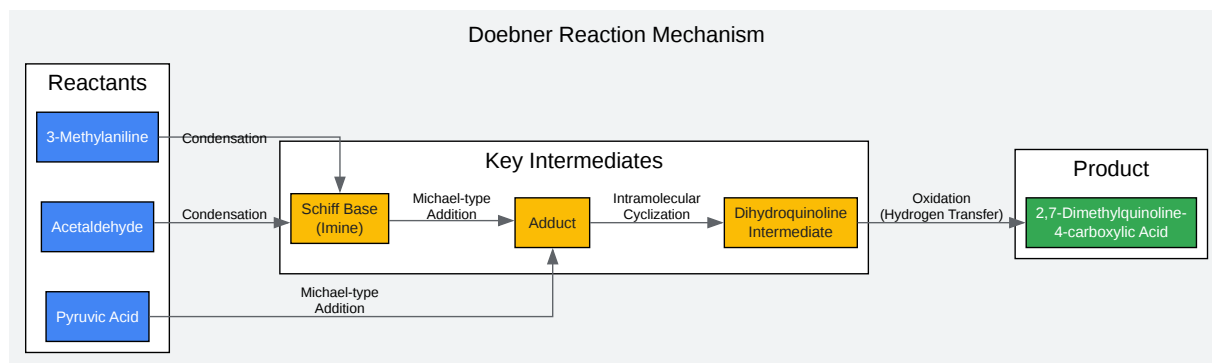 Doebner Reaction Mechanism
Reactants
3-Methylaniline
Acetaldehyde
Pyruvic Acid
Condensation
Condensation
Michael-type
Addition
Key Intermediates
Schiff Base
(Imine)
Michael-type
Addition
Adduct
Intramolecular
Cyclization
Dihydroquinoline
Intermediate
Oxidation
(Hydrogen Transfer)
Product
2,7-Dimethylquinoline-
4-carboxylic Acid